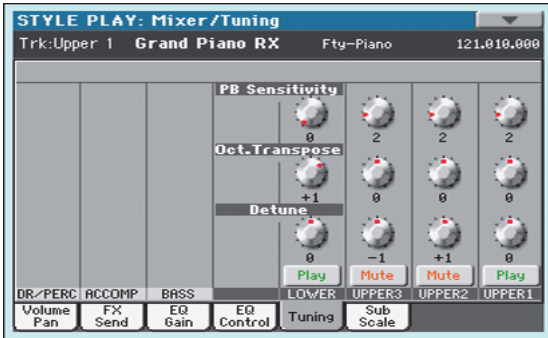 STYLE PLAY: Mixer/Tuning
Trk:Upper 1 Grand Piano RX Fty-Piano 121.010.000
PB Sensitivity
0 2 2 2
Oct.Transpose
+1 0 0 0
Detune
0 -1 +1 0
Play Mute Mute Play
DR/PERC ACCOMP BASS LOWER UPPER3 UPPER2 UPPER1
Volume Pan FX Send EQ Gain EQ Control Tuning Sub Scale